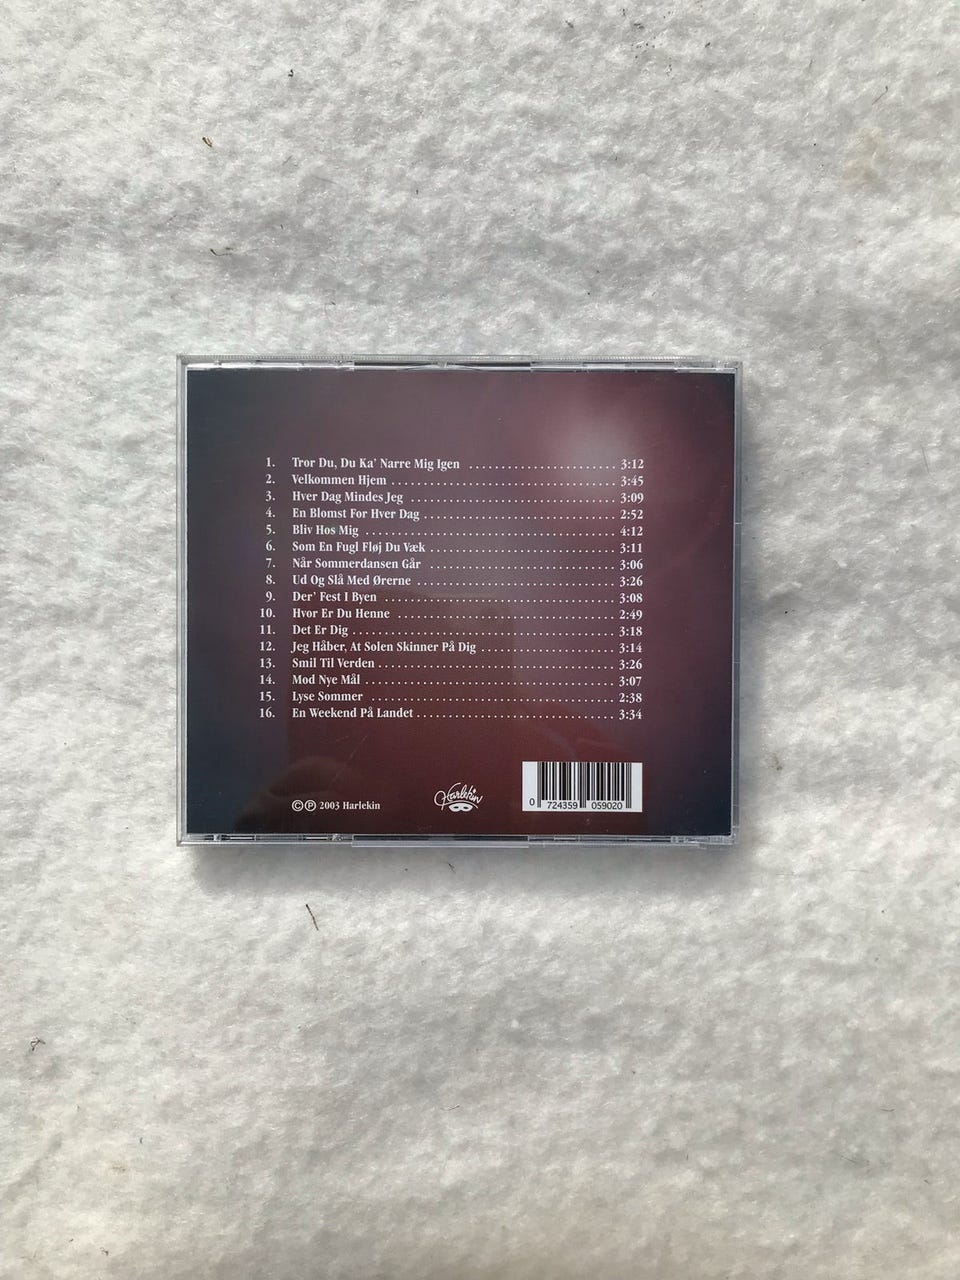 1. Tror Du, Du Ka' Narre Mig Igen 3:12
2. Velkommen Hjem 3:45
3. Hver Dag Mindes Jeg 3:09
4. En Blomst For Hver Dag 2:52
5. Bliv Hos Mig 4:12
6. Som En Fugl Fløj Du Væk 3:11
7. Når Sommerdansen Går 3:06
8. Ud Og Slå Med Ørerne 3:26
9. Der' Fest I Byen 3:08
10. Hvor Er Du Henne 2:49
11. Det Er Dig 3:18
12. Jeg Håber, At Solen Skinner På Dig 3:14
13. Smil Til Verden 3:26
14. Mod Nye Mål 3:07
15. Lyse Sommer 2:38
16. En Weekend På Landet 3:34
©℗ 2003 Harlekin
Harlekin
0 724359 059020